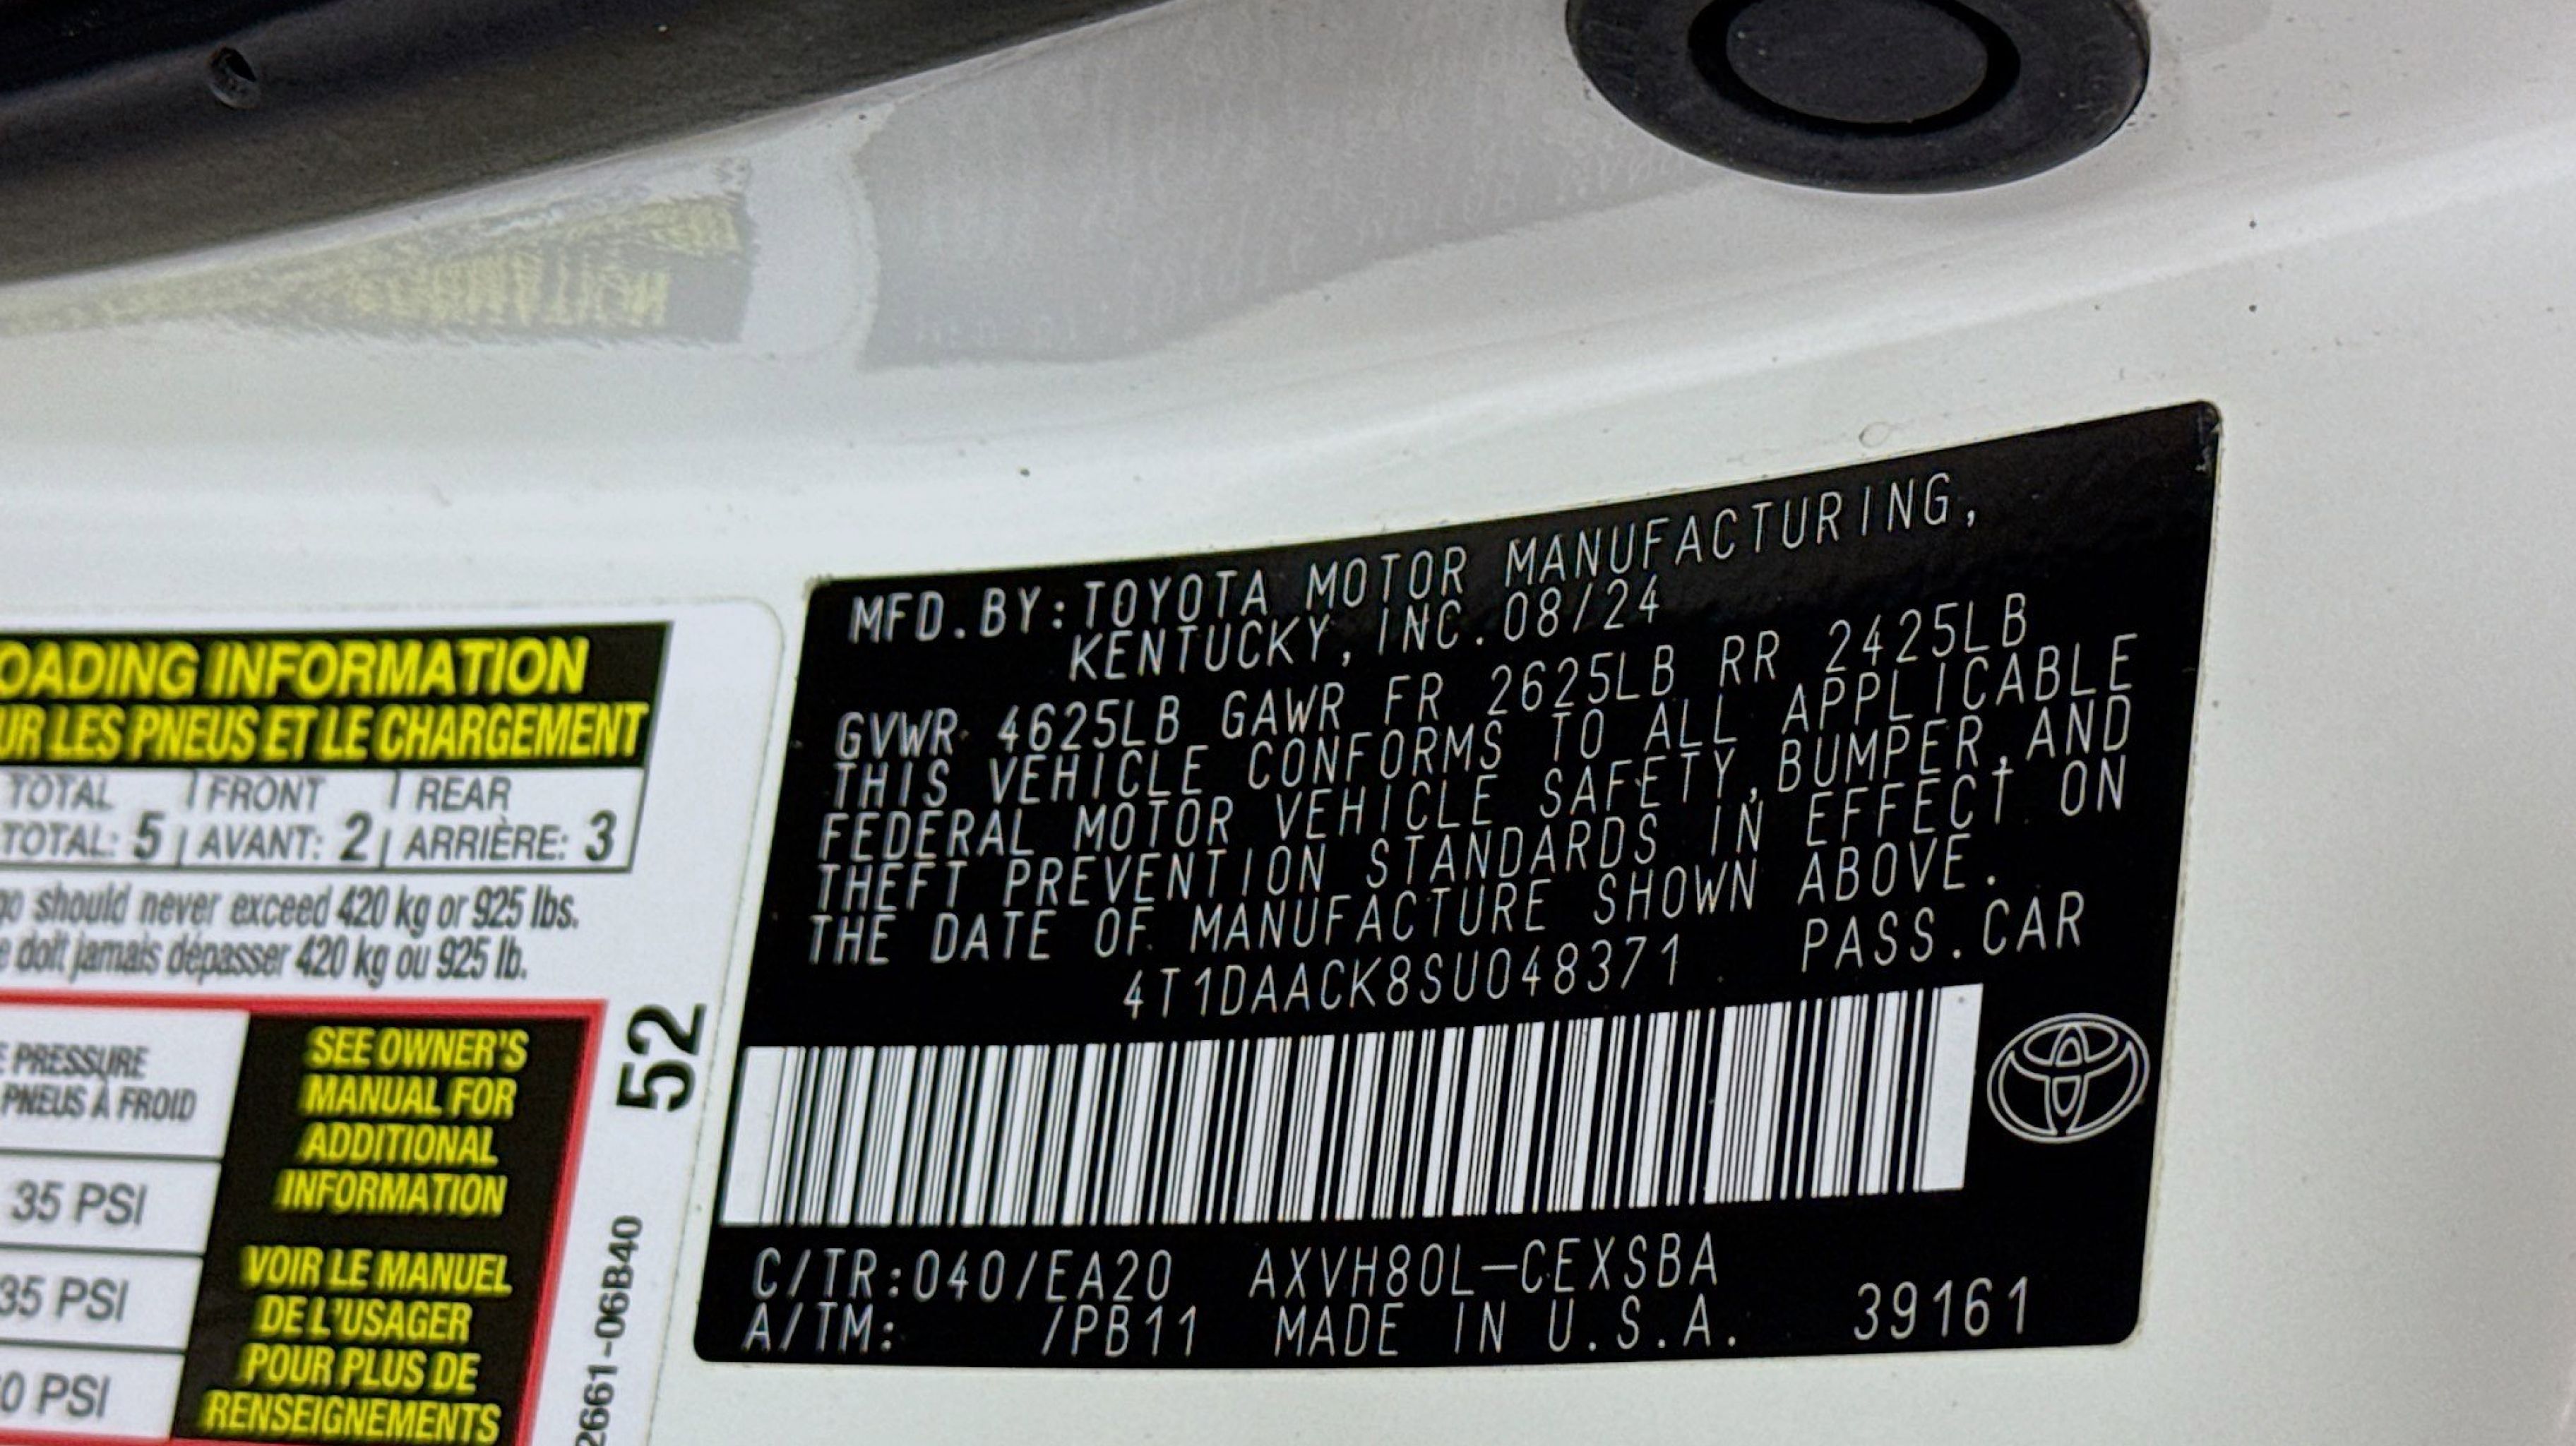 OADING INFORMATION
UR LES PNEUS ET LE CHARGEMENT
TOTAL | FRONT | REAR
TOTAL: 5 | AVANT: 2 | ARRIÈRE: 3
go should never exceed 420 kg or 925 lbs.
e doit jamais dépasser 420 kg ou 925 lb.
E PRESSURE
PNEUS À FROID
35 PSI
35 PSI
0 PSI
SEE OWNER'S
MANUAL FOR
ADDITIONAL
INFORMATION
VOIR LE MANUEL
DE L'USAGER
POUR PLUS DE
RENSEIGNEMENTS
52
2661-06B40
MFD.BY:TOYOTA MOTOR MANUFACTURING,
KENTUCKY, INC.08/24
GVWR 4625LB GAWR FR 2625LB RR 2425LB
THIS VEHICLE CONFORMS TO ALL APPLICABLE
FEDERAL MOTOR VEHICLE SAFETY,BUMPER,AND
THEFT PREVENTION STANDARDS IN EFFECT ON
THE DATE OF MANUFACTURE SHOWN ABOVE.
4T1DAACK8SU048371 PASS.CAR
C/TR:040/EA20 AXVH80L-CEXSBA
A/TM: /PB11 MADE IN U.S.A. 39161